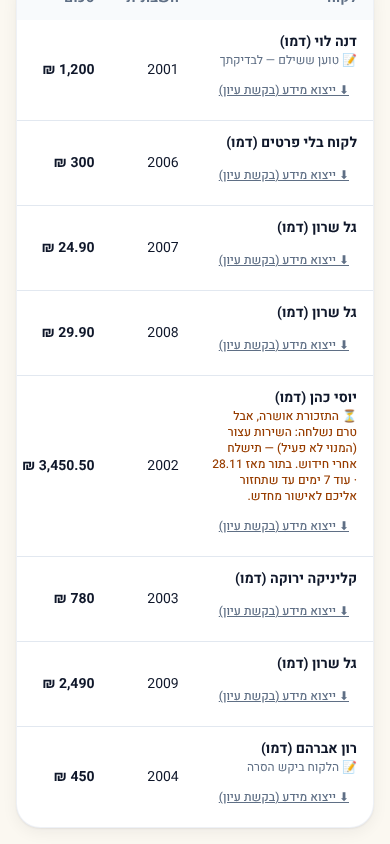 דנה לוי (דמו)
📝 טוען ששילם — לבדיקתך
⬇ ייצוא מידע (בקשת עיון)
2001
1,200 ₪
לקוח בלי פרטים (דמו)
⬇ ייצוא מידע (בקשת עיון)
2006
300 ₪
גל שרון (דמו)
⬇ ייצוא מידע (בקשת עיון)
2007
24.90 ₪
גל שרון (דמו)
⬇ ייצוא מידע (בקשת עיון)
2008
29.90 ₪
יוסי כהן (דמו)
⏳ התזכורת אושרה, אבל
טרם נשלחה: השירות עצור
(המנוי לא פעיל) — תישלח
אחרי חידוש. בתור מאז 28.11
· עוד 7 ימים עד שתחזור
אליכם לאישור מחדש.
⬇ ייצוא מידע (בקשת עיון)
2002
3,450.50 ₪
קליניקה ירוקה (דמו)
⬇ ייצוא מידע (בקשת עיון)
2003
780 ₪
גל שרון (דמו)
⬇ ייצוא מידע (בקשת עיון)
2009
2,490 ₪
רון אברהם (דמו)
📝 הלקוח ביקש הסרה
⬇ ייצוא מידע (בקשת עיון)
2004
450 ₪